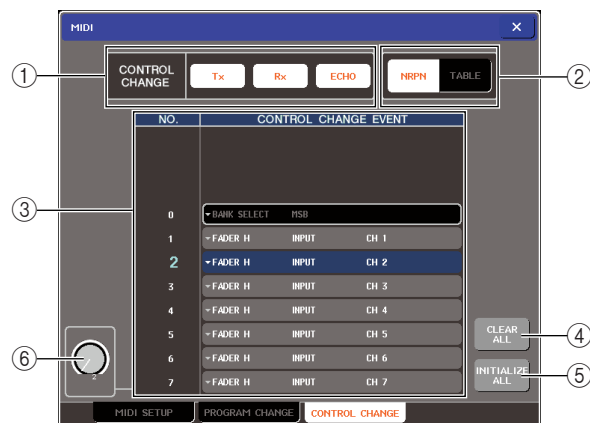 MIDI
×
① CONTROL CHANGE Tx Rx ECHO NRPN TABLE ②
NO. CONTROL CHANGE EVENT
③
0 BANK SELECT MSB
1 FADER H INPUT CH 1
2 FADER H INPUT CH 2
3 FADER H INPUT CH 3
4 FADER H INPUT CH 4
5 FADER H INPUT CH 5
6 FADER H INPUT CH 6
7 FADER H INPUT CH 7
CLEAR ALL ④
INITIALIZE ALL ⑤
⑥
2
MIDI SETUP PROGRAM CHANGE CONTROL CHANGE